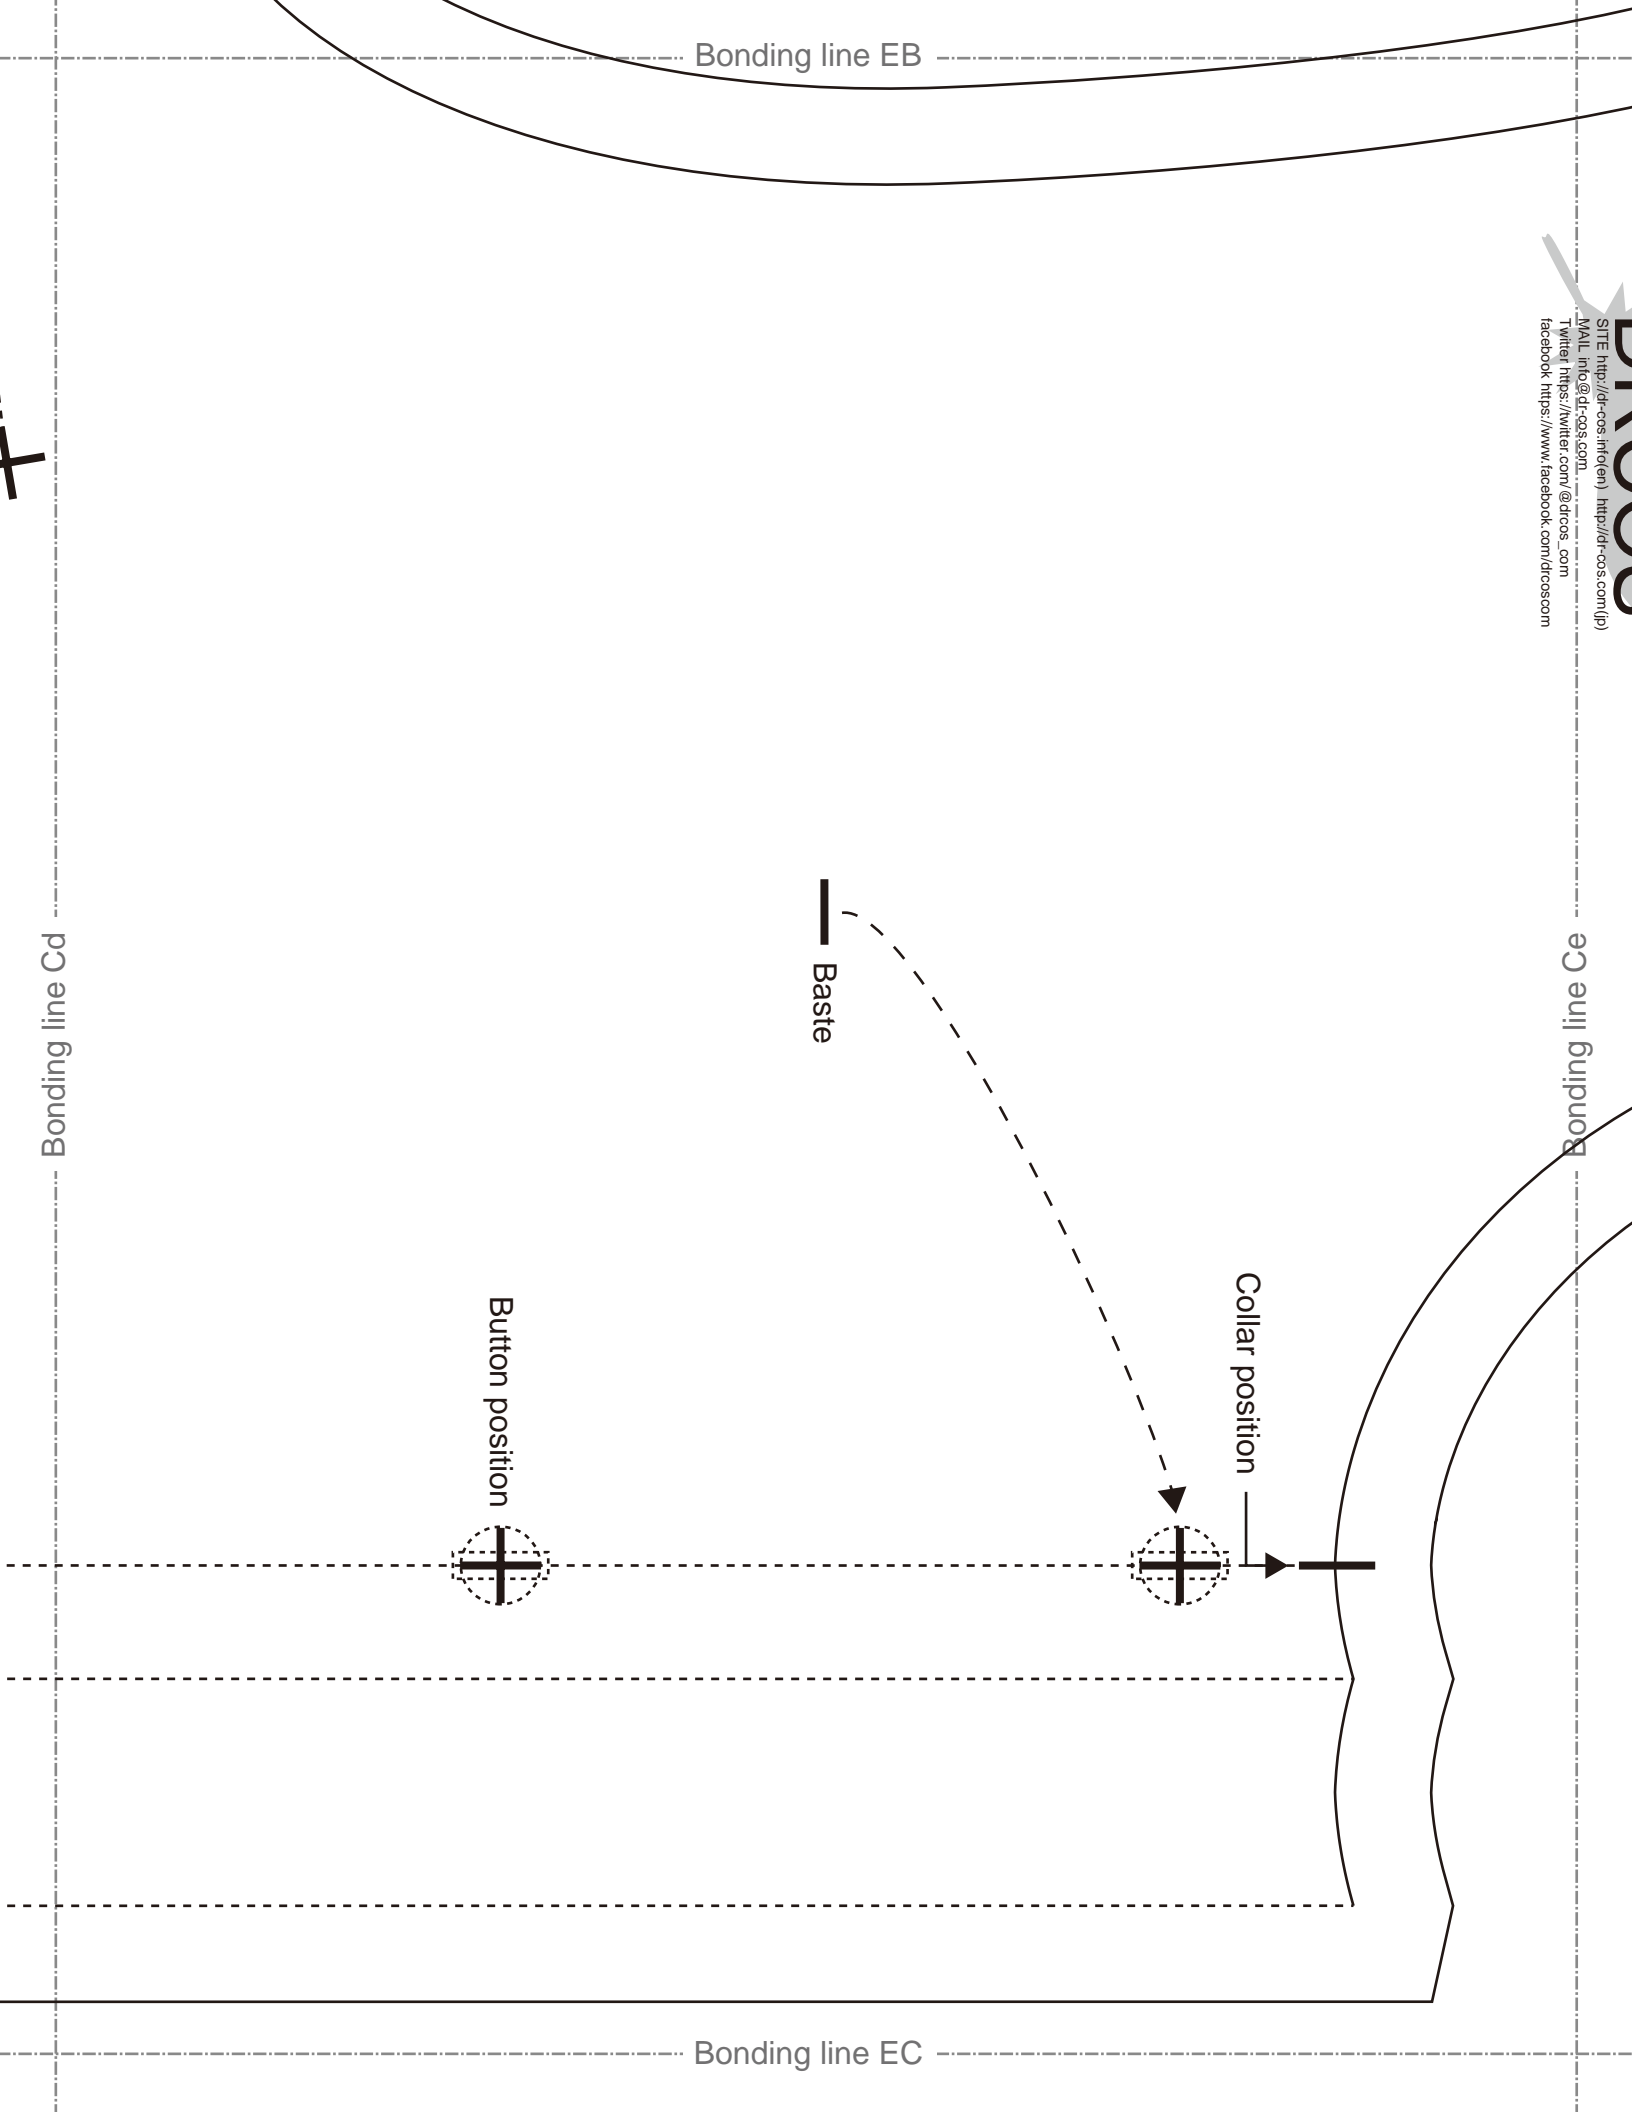 Bonding line EB
DRCOS
SITE http://dr-cos.info(en) http://dr-cos.com(jp)
MAIL info@dr-cos.com
Twitter https://twitter.com/@drcos_com
facebook https://www.facebook.com/drcoscom
Bonding line Cd
Baste
Bonding line Ce
Collar position
Button position
Bonding line EC